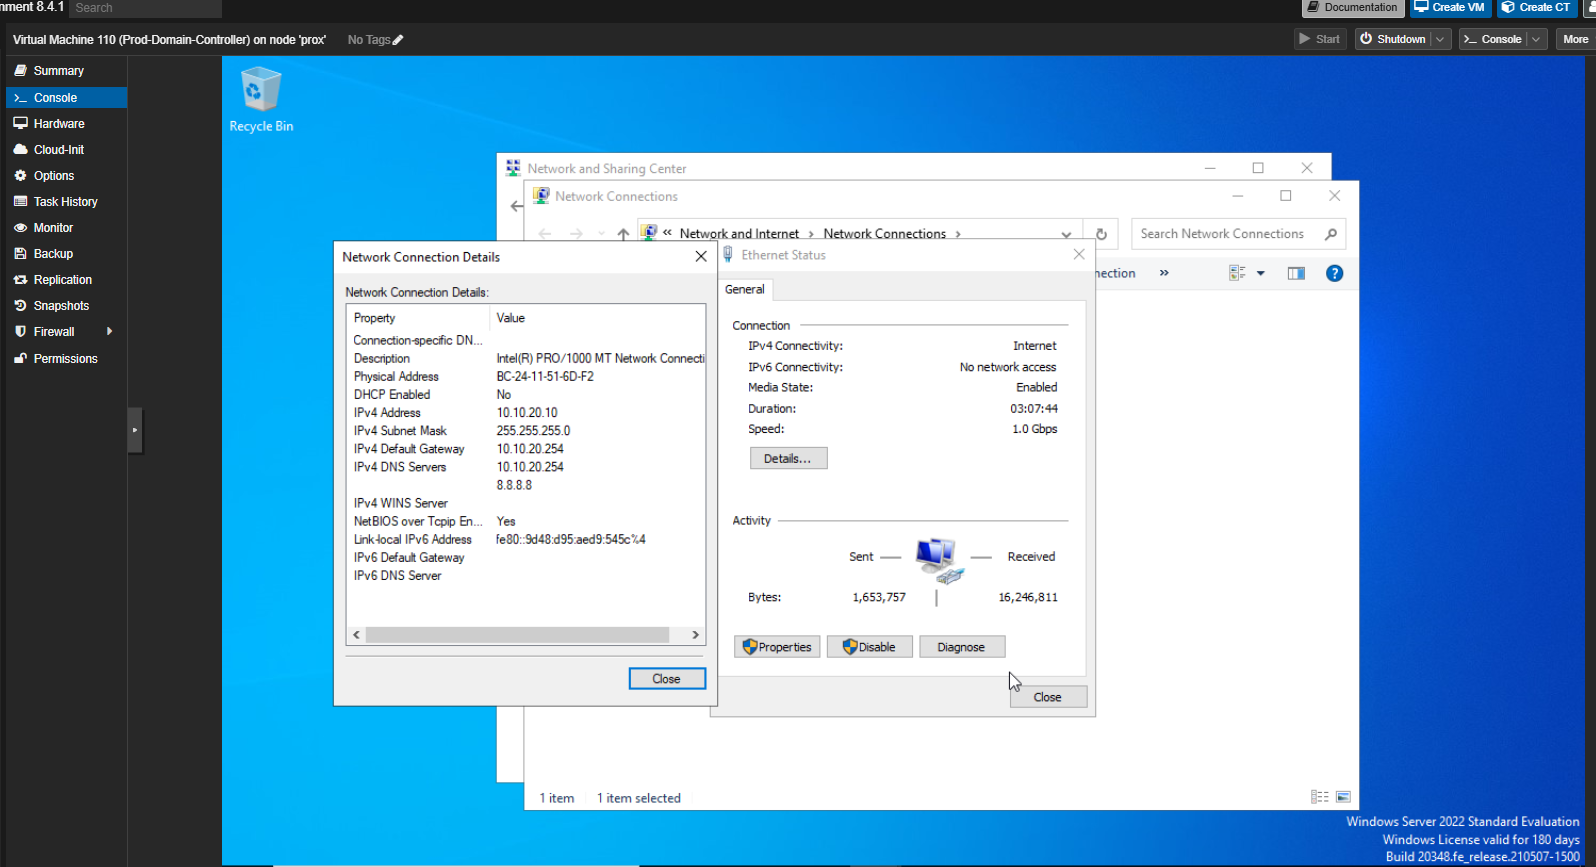 nment 8.4.1 Search Documentation Create VM Create CT
Virtual Machine 110 (Prod-Domain-Controller) on node 'prox' No Tags Start Shutdown Console More
Summary
Console
Hardware
Cloud-Init
Options
Task History
Monitor
Backup
Replication
Snapshots
Firewall
Permissions
Recycle Bin
Network and Sharing Center
Network Connections
« Network and Internet > Network Connections > Search Network Connections
nection »
1 item 1 item selected
Network Connection Details
Network Connection Details:
Property Value
Connection-specific DN...
Description Intel(R) PRO/1000 MT Network Connecti
Physical Address BC-24-11-51-6D-F2
DHCP Enabled No
IPv4 Address 10.10.20.10
IPv4 Subnet Mask 255.255.255.0
IPv4 Default Gateway 10.10.20.254
IPv4 DNS Servers 10.10.20.254
8.8.8.8
IPv4 WINS Server
NetBIOS over Tcpip En... Yes
Link-local IPv6 Address fe80::9d48:d95:aed9:545c%4
IPv6 Default Gateway
IPv6 DNS Server
Close
Ethernet Status
General
Connection
IPv4 Connectivity: Internet
IPv6 Connectivity: No network access
Media State: Enabled
Duration: 03:07:44
Speed: 1.0 Gbps
Details...
Activity
Sent Received
Bytes: 1,653,757 16,246,811
Properties Disable Diagnose
Close
Windows Server 2022 Standard Evaluation
Windows License valid for 180 days
Build 20348.fe_release.210507-1500